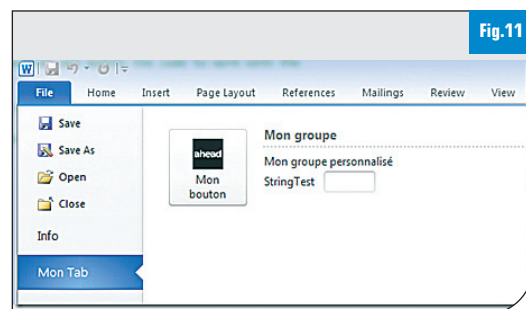 Fig.11
W
File Home Insert Page Layout References Mailings Review View
Save
Save As
Open
Close
Info
Mon Tab
ahead
Mon
bouton
Mon groupe
Mon groupe personnalisé
StringTest